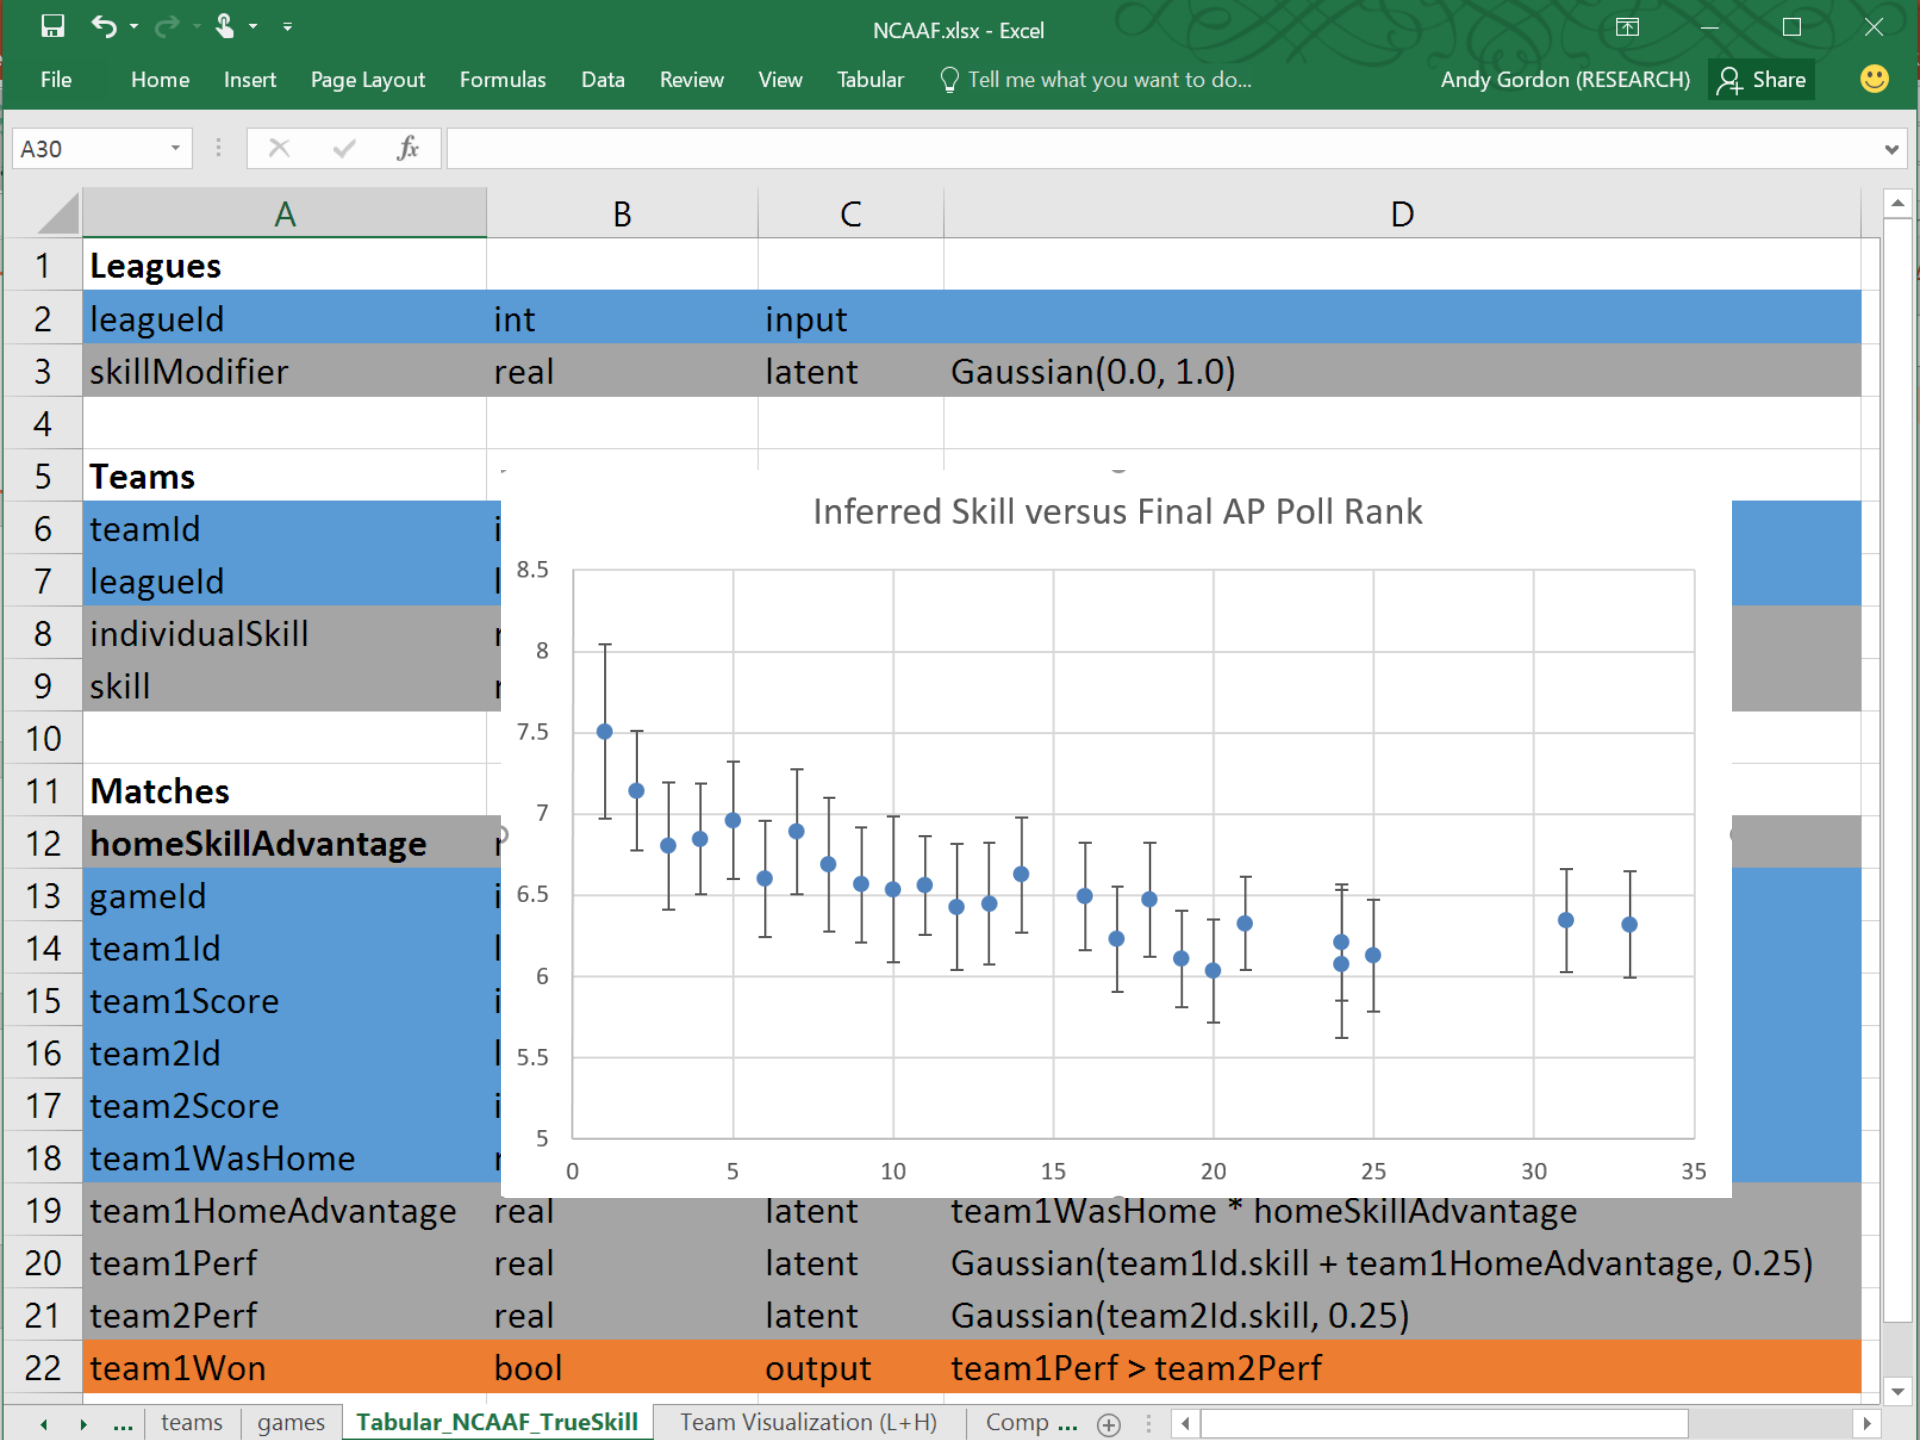 NCAAF.xlsx - Excel
File Home Insert Page Layout Formulas Data Review View Tabular Tell me what you want to do... Andy Gordon (RESEARCH) Share
A30 fx
A B C D
1 Leagues
2 leagueId int input
3 skillModifier real latent Gaussian(0.0, 1.0)
4
5 Teams
6 teamId
7 leagueId
8 individualSkill
9 skill
10
11 Matches
12 homeSkillAdvantage
13 gameId
14 team1Id
15 team1Score
16 team2Id
17 team2Score
18 team1WasHome
Inferred Skill versus Final AP Poll Rank
8.5
8
7.5
7
6.5
6
5.5
5
0 5 10 15 20 25 30 35
19 team1HomeAdvantage real latent team1WasHome * homeSkillAdvantage
20 team1Perf real latent Gaussian(team1Id.skill + team1HomeAdvantage, 0.25)
21 team2Perf real latent Gaussian(team2Id.skill, 0.25)
22 team1Won bool output team1Perf > team2Perf
... teams games Tabular_NCAAF_TrueSkill Team Visualization (L+H) Comp ...